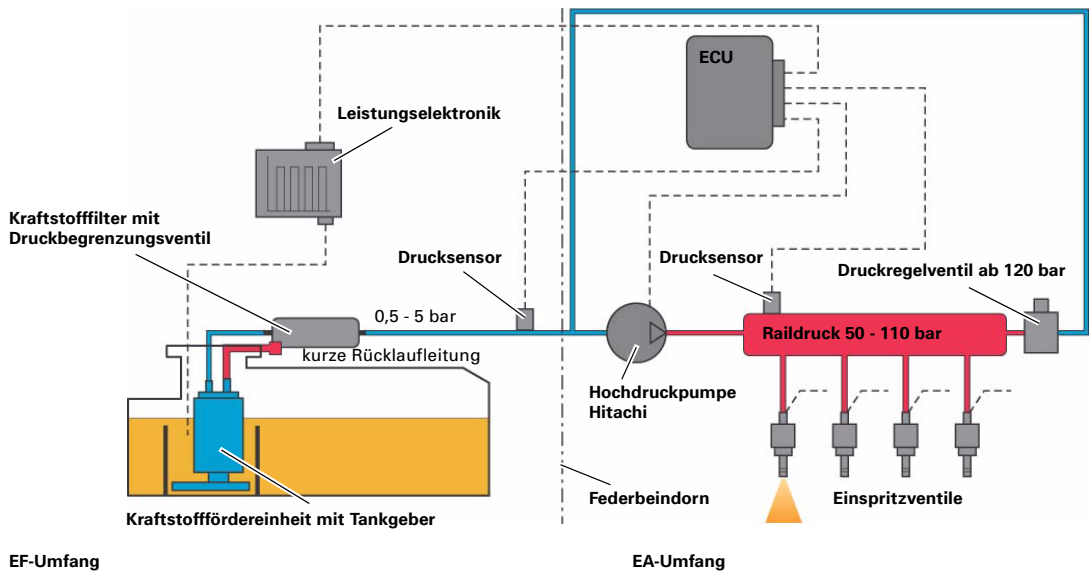 ECU
Leistungselektronik
Kraftstofffilter mit
Druckbegrenzungsventil
Drucksensor
Drucksensor
Druckregelventil ab 120 bar
0,5 - 5 bar
Raildruck 50 - 110 bar
kurze Rücklaufleitung
Hochdruckpumpe
Hitachi
Federbeindorn
Einspritzventile
Kraftstofffördereinheit mit Tankgeber
EF-Umfang
EA-Umfang